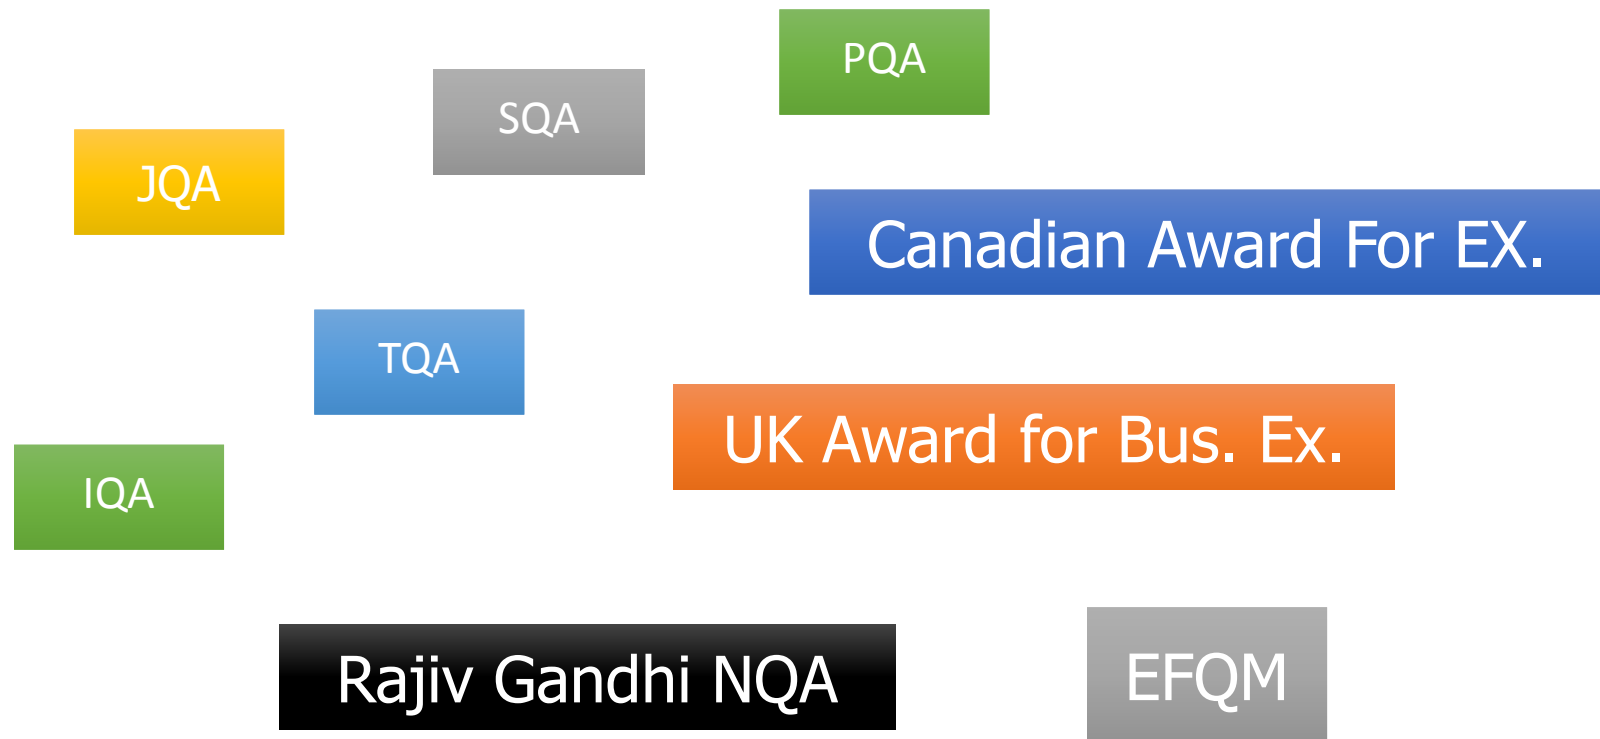 PQA
SQA
JQA
Canadian Award For EX.
TQA
UK Award for Bus. Ex.
IQA
Rajiv Gandhi NQA
EFQM